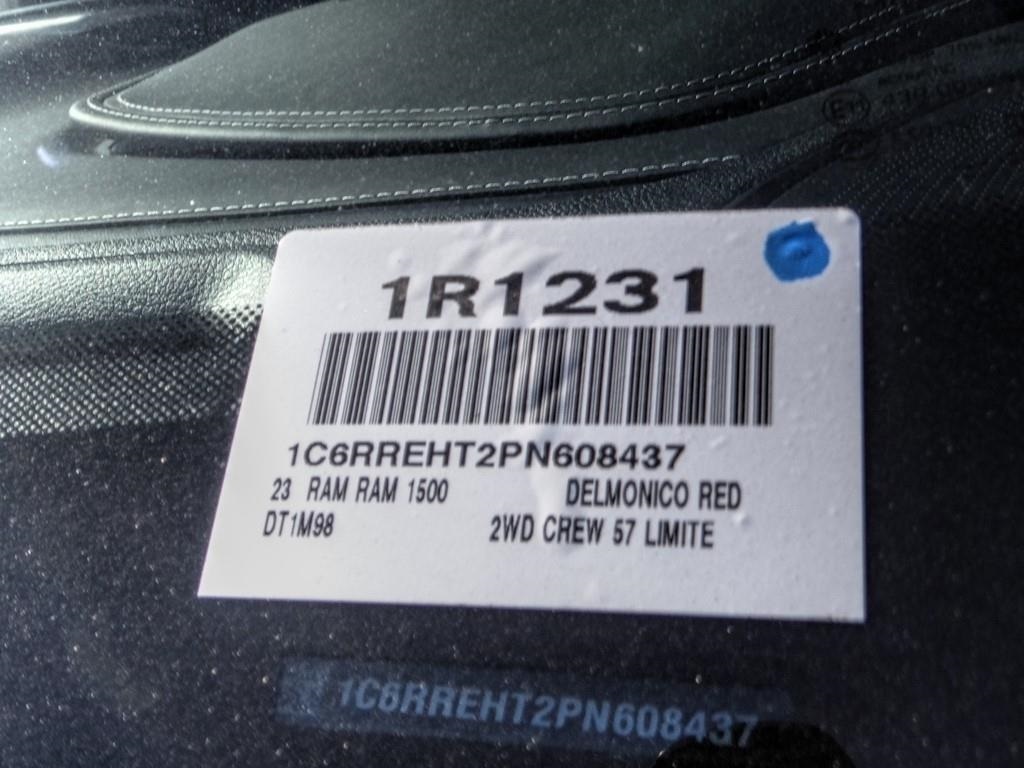 1R1231
1C6RREHT2PN608437
23 RAM RAM 1500 DELMONICO RED
DT1M98 2WD CREW 57 LIMITE
1C6RREHT2PN608437